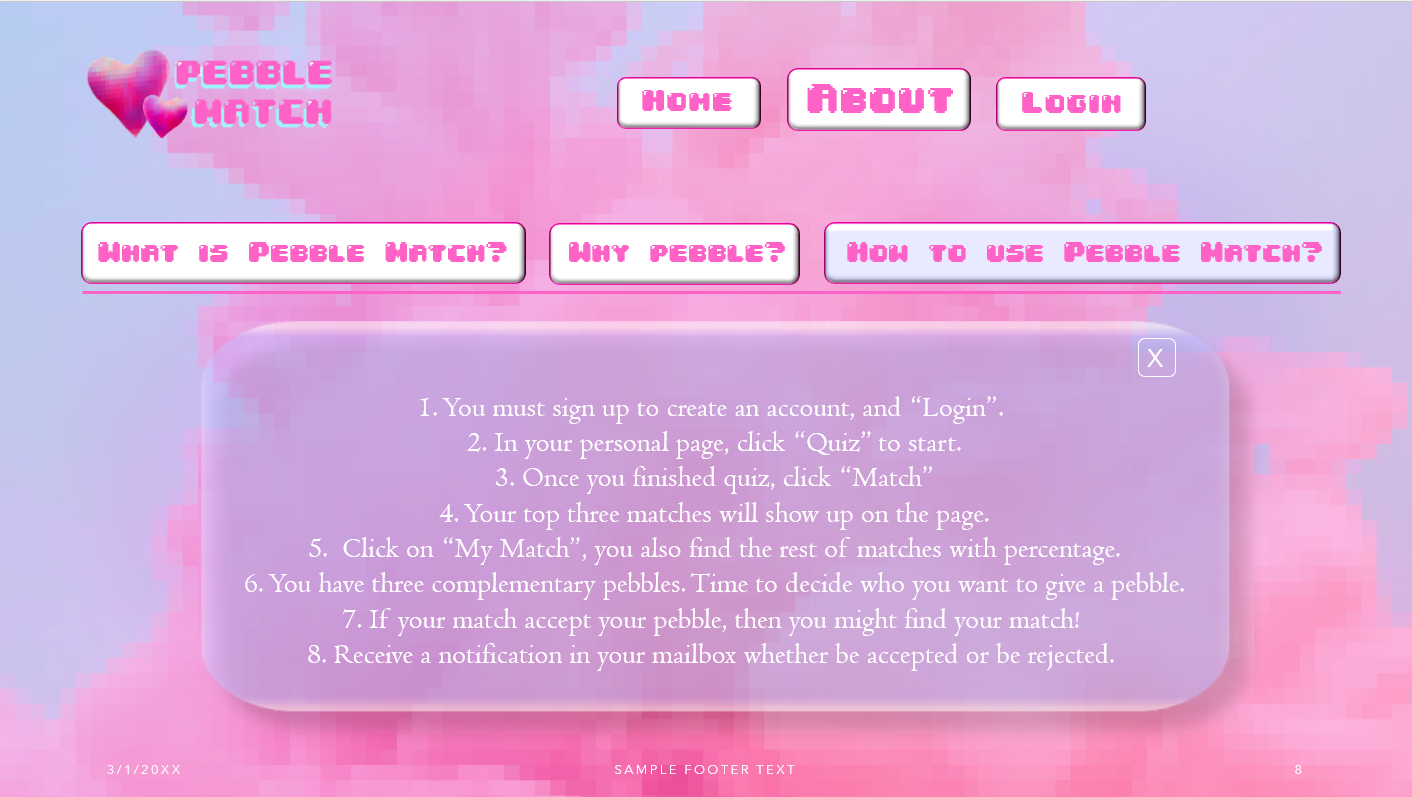 PEBBLE
MATCH
Home
About
Login
What is Pebble Match?
Why pebble?
How to use Pebble Match?
X
1. You must sign up to create an account, and “Login”.
2. In your personal page, click “Quiz” to start.
3. Once you finished quiz, click “Match”
4. Your top three matches will show up on the page.
5.  Click on “My Match”, you also find the rest of matches with percentage.
6. You have three complementary pebbles. Time to decide who you want to give a pebble.
7. If your match accept your pebble, then you might find your match!
8. Receive a notification in your mailbox whether be accepted or be rejected.
3/1/20XX
SAMPLE FOOTER TEXT
8